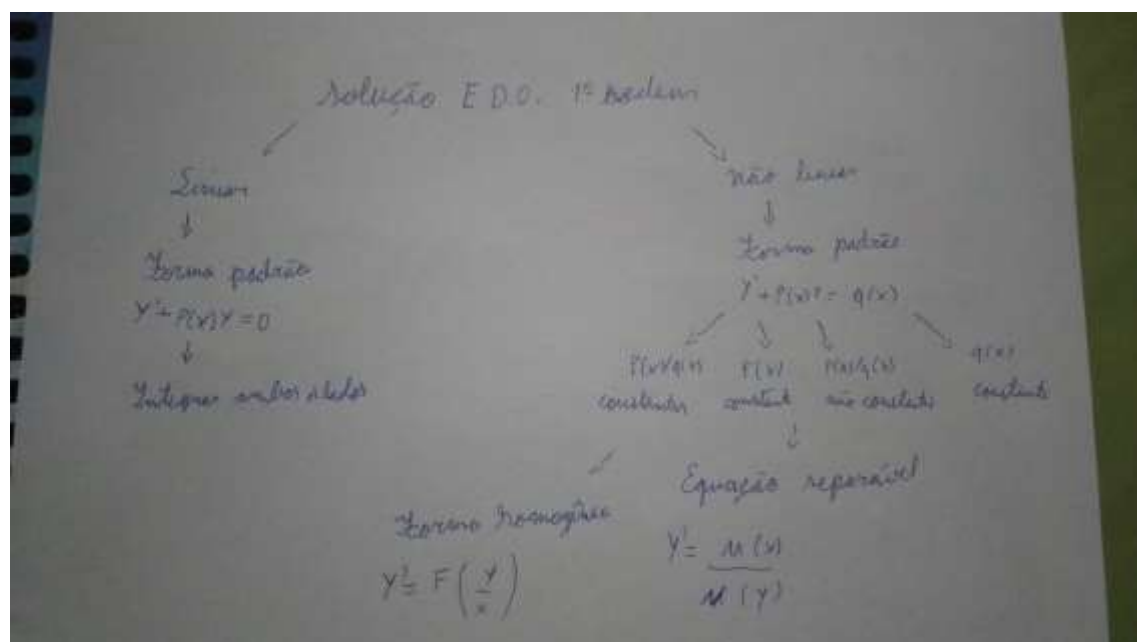 Solução E.D.O. 1ª ordem
Linear
não linear
Forma padrão
Forma padrão
Y' + P(x)Y = 0
Y' + P(x)Y = q(x)
Integrar ambos lados
P(x)/q(x) constantes
P(x) constante
P(x)/q(x) não constante
q(x) constante
Forma homogênea
Equação separável
Y' = F(Y/x)
Y' = M(x)/N(Y)